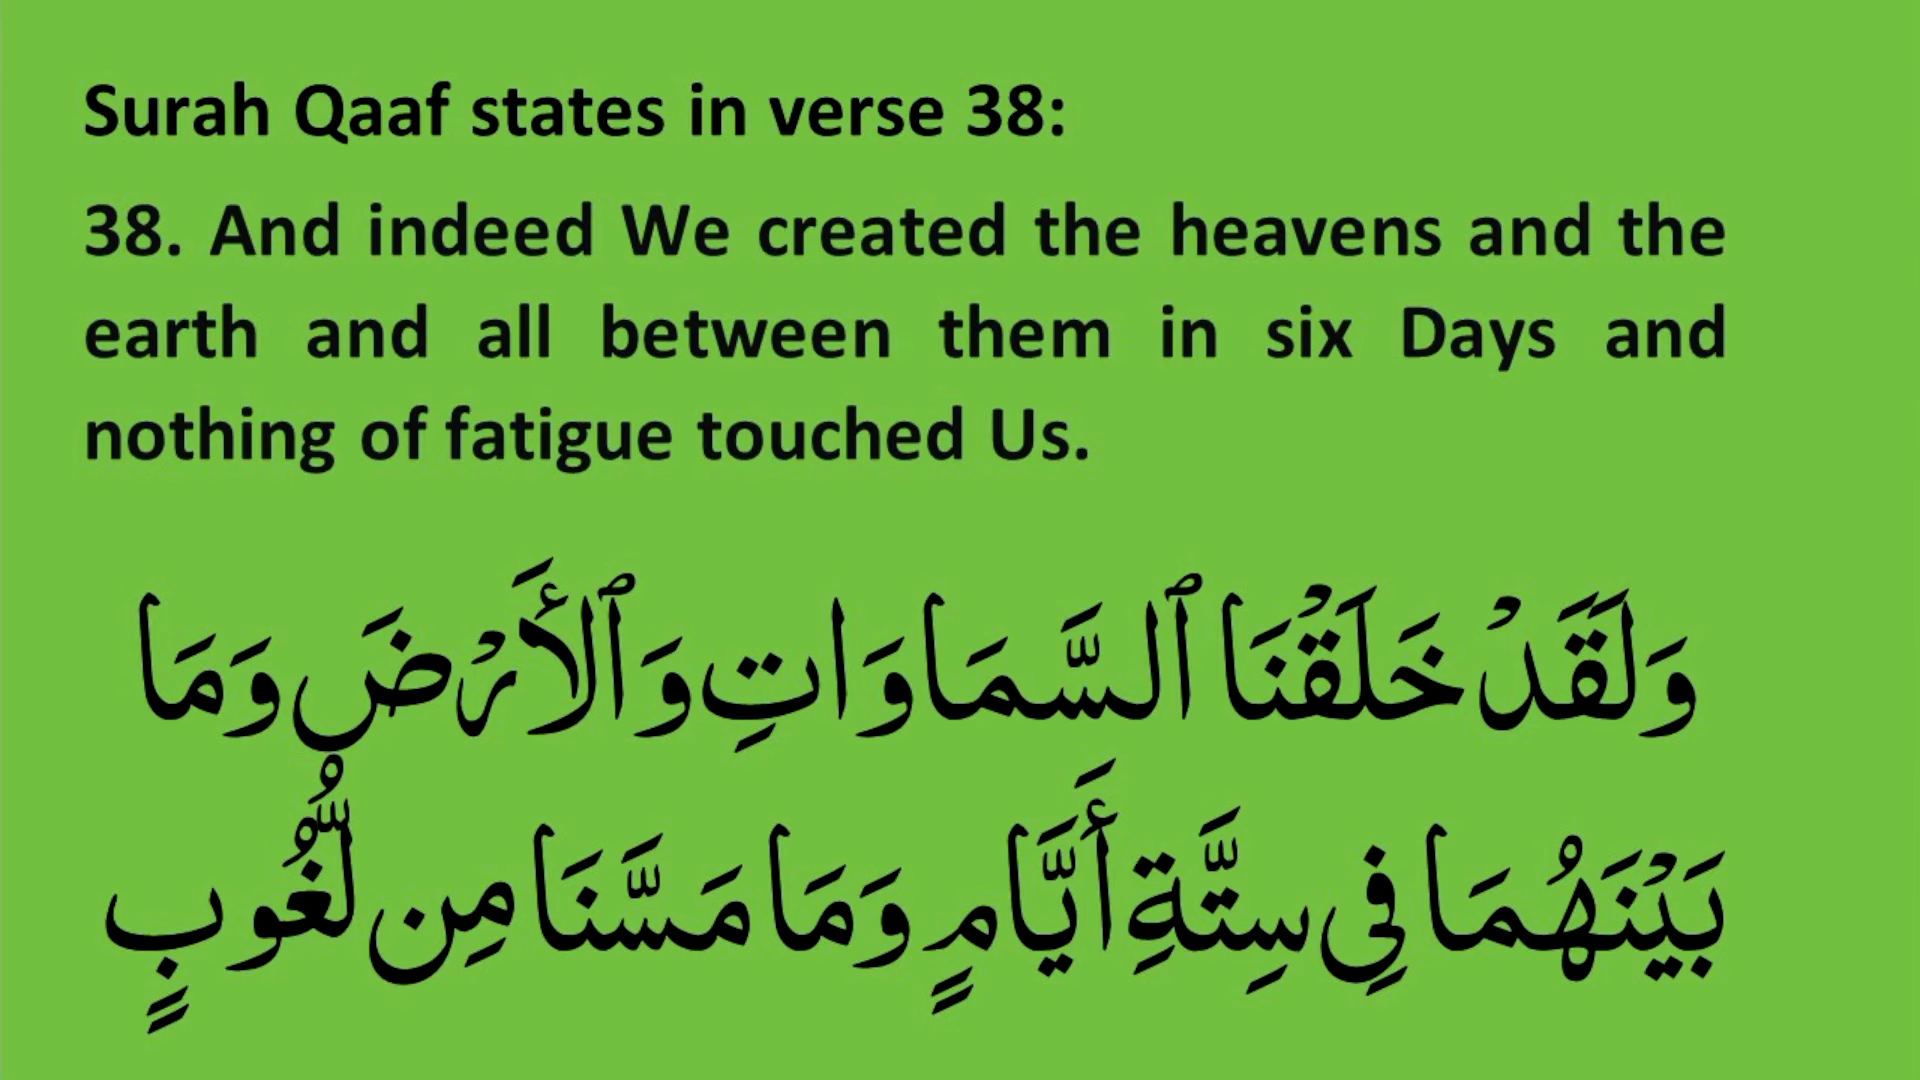 Surah Qaaf states in verse 38:
38. And indeed We created the heavens and the
earth and all between them in six Days and
nothing of fatigue touched Us.
وَلَقَدْ خَلَقْنَا ٱلسَّمَاوَاتِ وَٱلأَرْضَ وَمَا
بَيْنَهُمَا فِي سِتَّةِ أَيَّامٍ وَمَا مَسَّنَا مِن لُّغُوبٍ